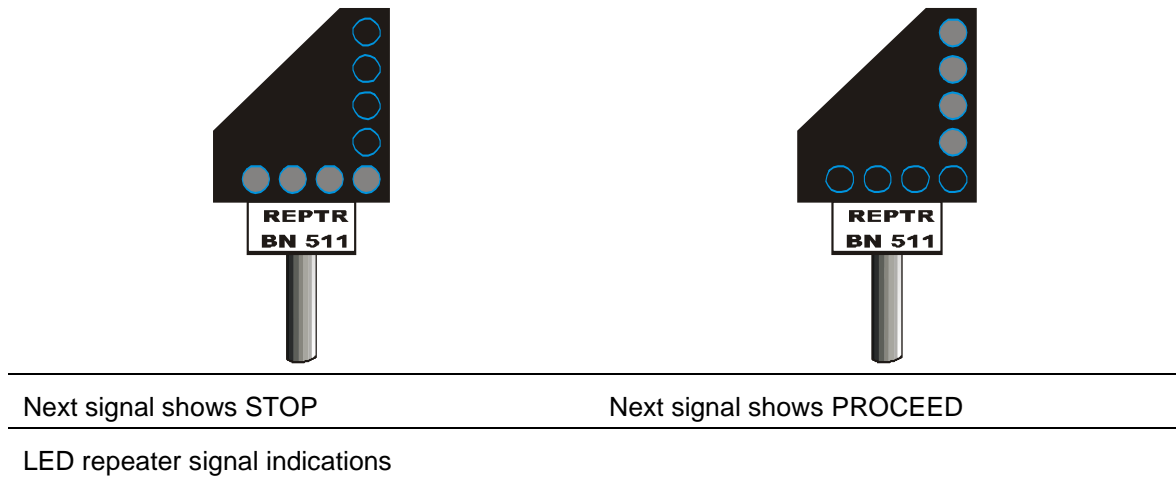 REPTR
BN 511
REPTR
BN 511
Next signal shows STOP
Next signal shows PROCEED
LED repeater signal indications